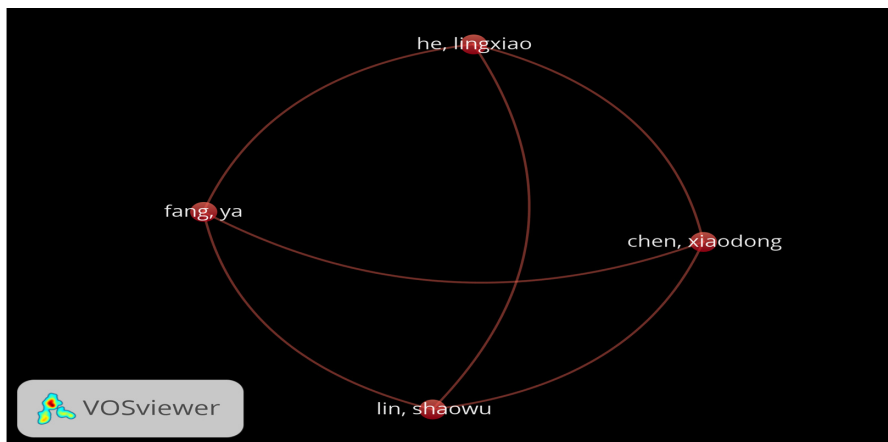 he, lingxiao
fang, ya
chen, xiaodong
lin, shaowu
VOSviewer